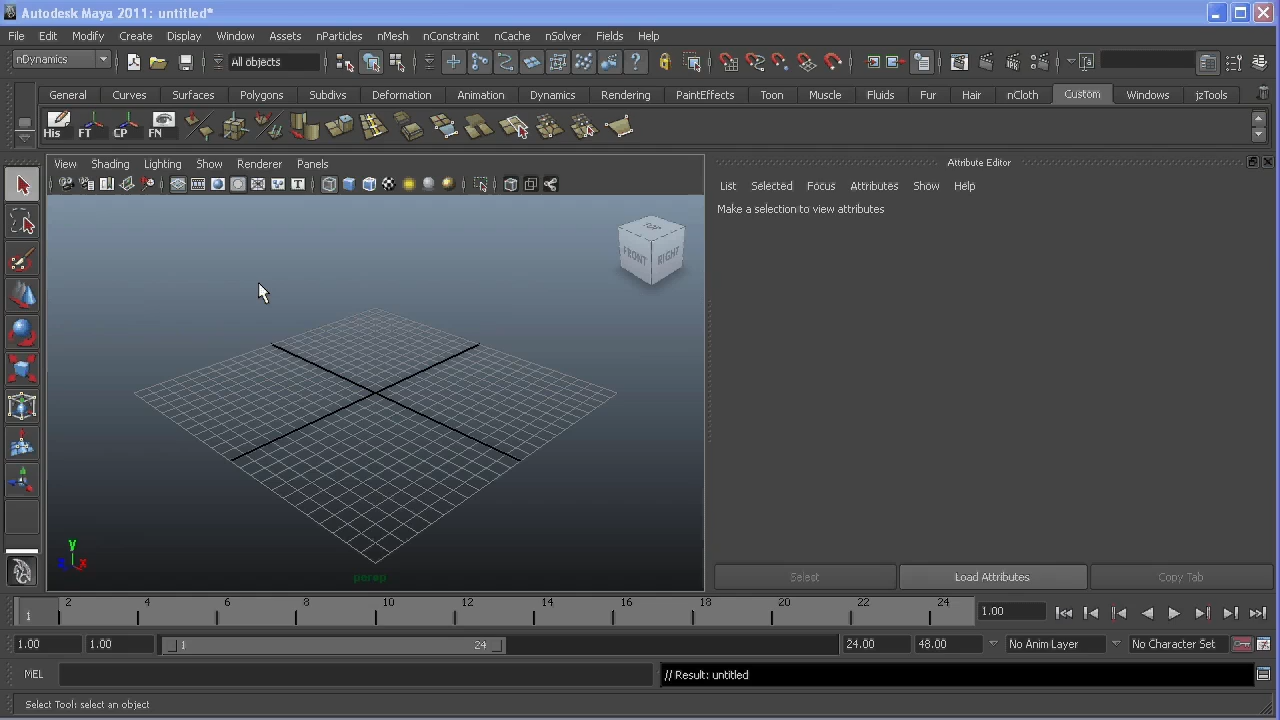 Autodesk Maya 2011: untitled*
File Edit Modify Create Display Window Assets nParticles nMesh nConstraint nCache nSolver Fields Help
nDynamics All objects
General Curves Surfaces Polygons Subdivs Deformation Animation Dynamics Rendering PaintEffects Toon Muscle Fluids Fur Hair nCloth Custom Windows jzTools
His FT CP FN
View Shading Lighting Show Renderer Panels
Attribute Editor
List Selected Focus Attributes Show Help
Make a selection to view attributes
TOP
FRONT RIGHT
y
x
persp
Select Load Attributes Copy Tab
1 2 4 6 8 10 12 14 16 18 20 22 24 1.00
1.00 1.00 1 24 24.00 48.00 No Anim Layer No Character Set
MEL // Result: untitled
Select Tool: select an object